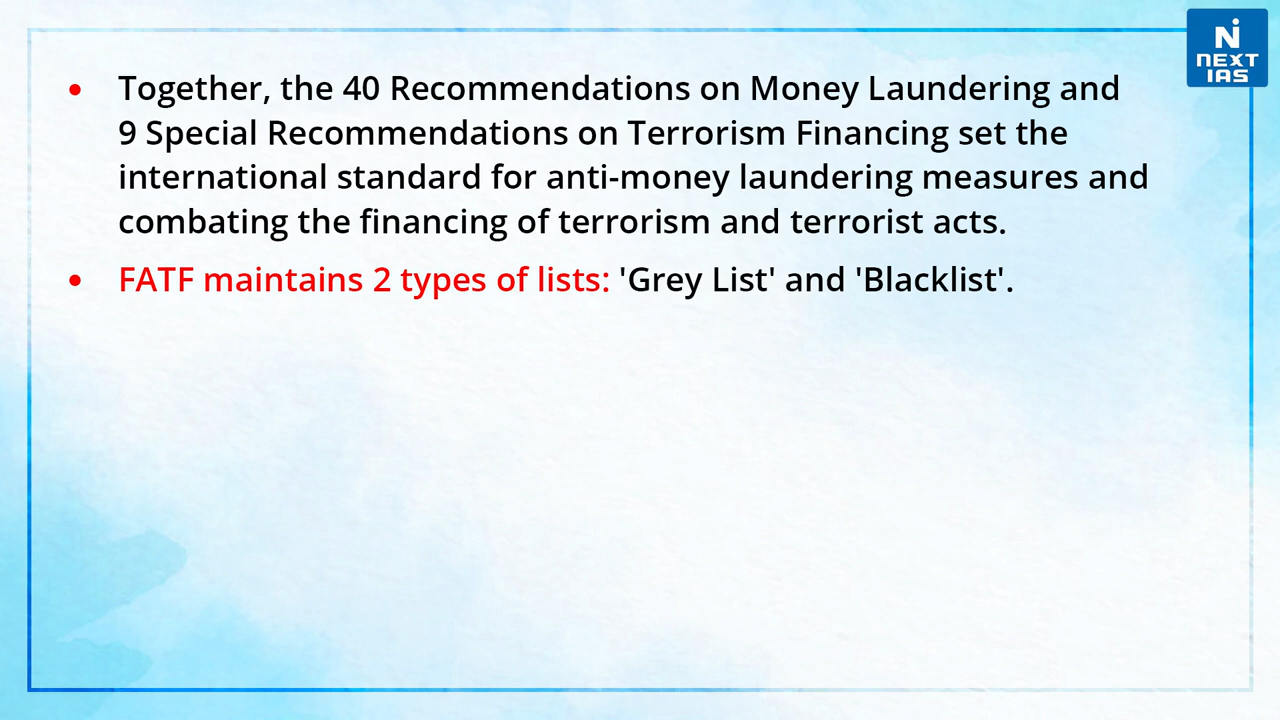 NEXT
IAS
• Together, the 40 Recommendations on Money Laundering and
9 Special Recommendations on Terrorism Financing set the
international standard for anti-money laundering measures and
combating the financing of terrorism and terrorist acts.
• FATF maintains 2 types of lists: 'Grey List' and 'Blacklist'.